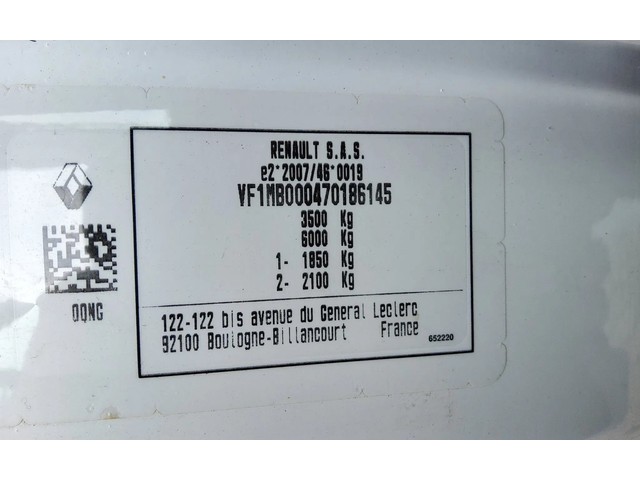 RENAULT S.A.S.
e2*2007/46*0019
VF1MB000470186145
3500 Kg
6000 Kg
1- 1850 Kg
2- 2100 Kg
OQNG
122-122 bis avenue du General Leclerc
92100 Boulogne-Billancourt France
652220